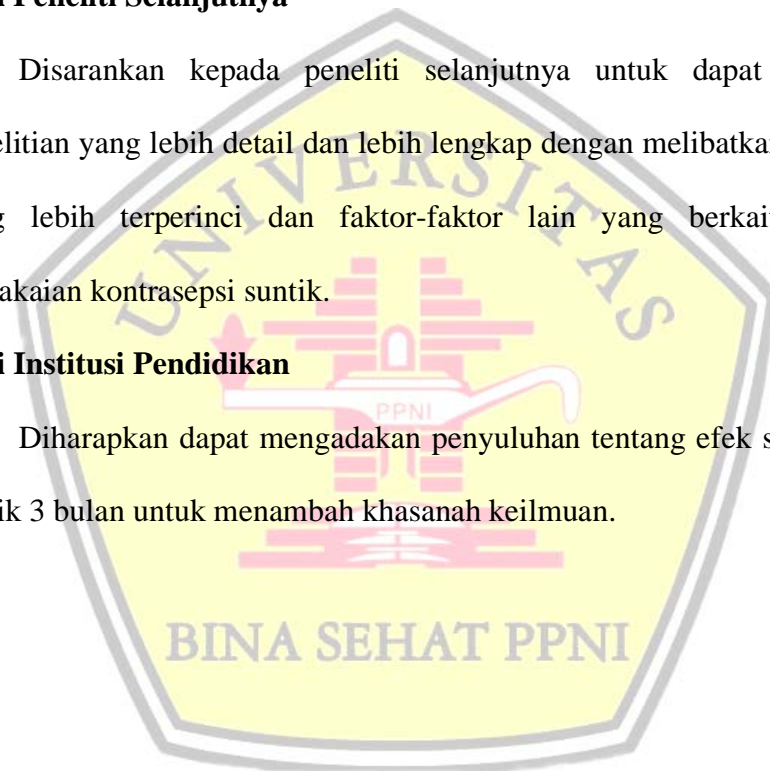 Peneliti Selanjutnya
Disarankan kepada peneliti selanjutnya untuk dapat
elitian yang lebih detail dan lebih lengkap dengan melibatkan
g lebih terperinci dan faktor-faktor lain yang berkai
akaian kontrasepsi suntik.
i Institusi Pendidikan
Diharapkan dapat mengadakan penyuluhan tentang efek s
ik 3 bulan untuk menambah khasanah keilmuan.
UNIVERSITAS
PPNI
BINA SEHAT PPNI